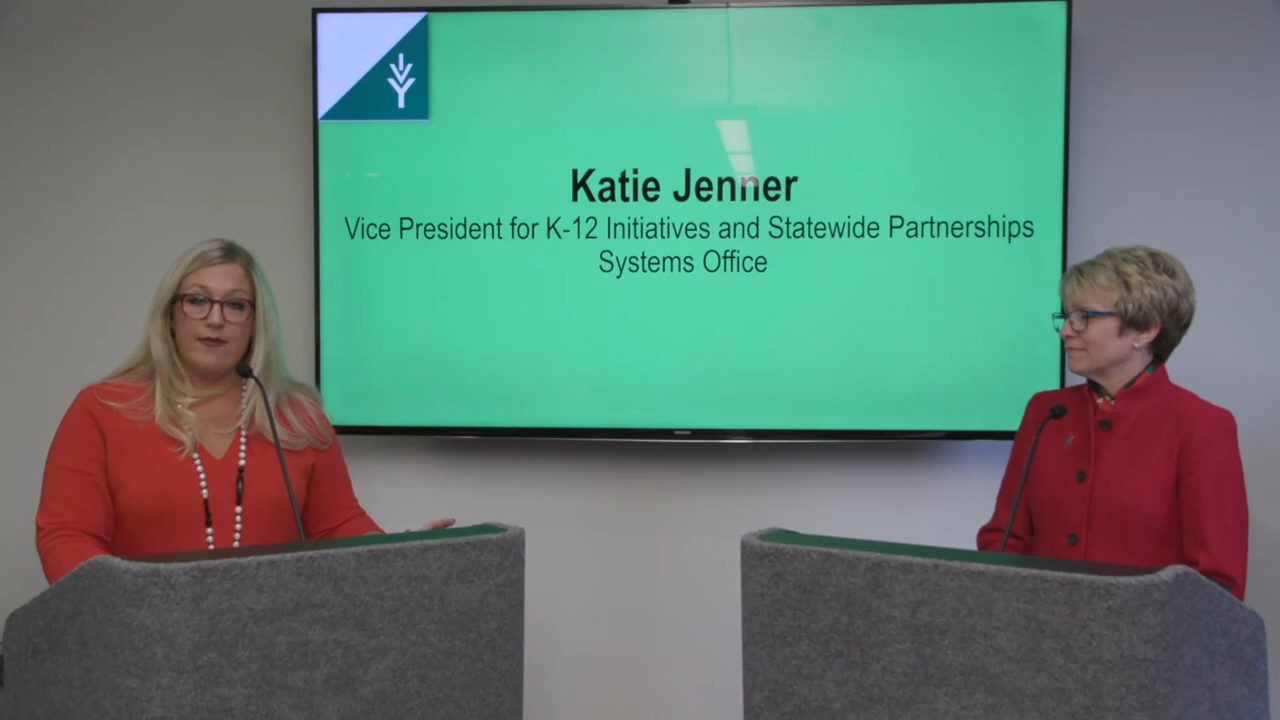 Katie Jenner
Vice President for K-12 Initiatives and Statewide Partnerships
Systems Office